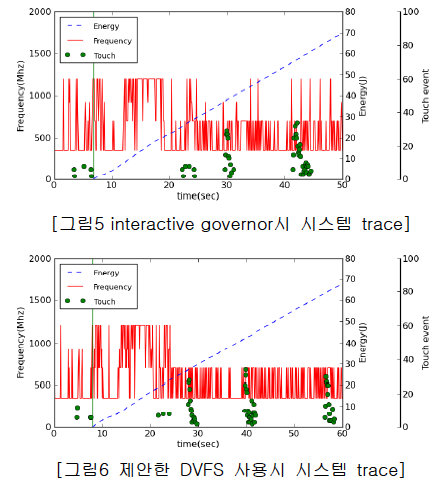 2000
1500
1000
500
0
Frequency(Mhz)
Energy
Frequency
Touch
80
70
60
50
40
30
20
10
0
Energy(J)
100
80
60
40
20
0
Touch event
0 10 20 30 40 50
time(sec)
[그림5 interactive governor시 시스템 trace]
2000
1500
1000
500
0
Frequency(Mhz)
Energy
Frequency
Touch
80
70
60
50
40
30
20
10
0
Energy(J)
100
80
60
40
20
0
Touch event
0 10 20 30 40 50 60
time(sec)
[그림6 제안한 DVFS 사용시 시스템 trace]